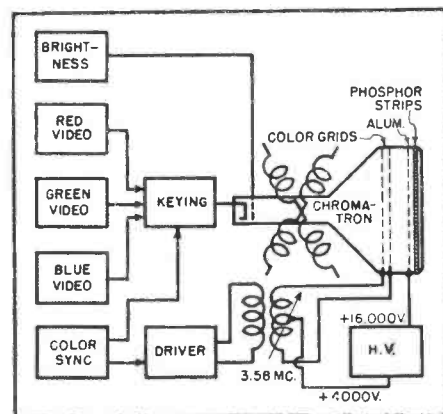 BRIGHT-
NESS
RED
VIDEO
GREEN
VIDEO
BLUE
VIDEO
COLOR
SYNC
KEYING
DRIVER
PHOSPHOR
STRIPS
ALUM.
COLOR GRIDS
CHROMA-
TRON
3.58 MC.
+16,000V.
H.V.
+4000V.